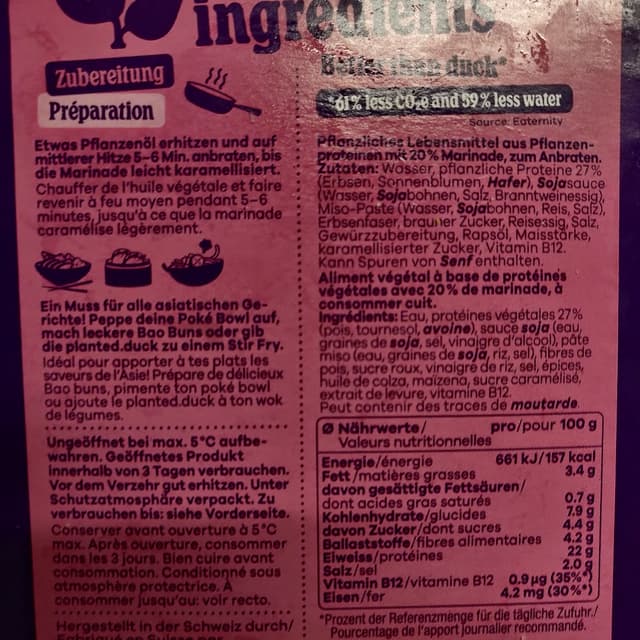 ingredients
Better than duck*
*61% less CO₂e and 59% less water
Source: Eaternity
Zubereitung
Préparation
Etwas Pflanzenöl erhitzen und auf
mittlerer Hitze 5–6 Min. anbraten, bis
die Marinade leicht karamellisiert.
Chauffer de l'huile végétale et faire
revenir à feu moyen pendant 5–6
minutes, jusqu'à ce que la marinade
caramélise légèrement.
Ein Muss für alle asiatischen Ge-
richte! Peppe deine Poké Bowl auf,
mach leckere Bao Buns oder gib
die planted.duck zu einem Stir Fry.
Idéal pour apporter à tes plats les
saveurs de l'Asie! Prépare de délicieux
Bao buns, pimente ton poké bowl
ou ajoute le planted.duck à ton wok
de légumes.
Ungeöffnet bei max. 5°C aufbe-
wahren. Geöffnetes Produkt
innerhalb von 3 Tagen verbrauchen.
Vor dem Verzehr gut erhitzen. Unter
Schutzatmosphäre verpackt. Zu
verbrauchen bis: siehe Vorderseite.
Conserver avant ouverture à 5°C
max. Après ouverture, consommer
dans les 3 jours. Bien cuire avant
consommation. Conditionné sous
atmosphère protectrice. À
consommer jusqu'au: voir recto.
Hergestellt in der Schweiz durch/
Fabriqué en Suisse par
Pflanzliches Lebensmittel aus Pflanzen-
proteinen mit 20% Marinade, zum Anbraten.
Zutaten: Wasser, pflanzliche Proteine 27%
(Erbsen, Sonnenblumen, Hafer), Sojasauce
(Wasser, Sojabohnen, Salz, Branntweinessig),
Miso-Paste (Wasser, Sojabohnen, Reis, Salz),
Erbsenfaser, brauner Zucker, Reisessig, Salz,
Gewürzzubereitung, Rapsöl, Maisstärke,
karamellisierter Zucker, Vitamin B12.
Kann Spuren von Senf enthalten.
Aliment végétal à base de protéines
végétales avec 20% de marinade, à
consommer cuit.
Ingrédients: Eau, protéines végétales 27%
(pois, tournesol, avoine), sauce soja (eau,
graines de soja, sel, vinaigre d'alcool), pâte
miso (eau, graines de soja, riz, sel), fibres de
pois, sucre roux, vinaigre de riz, sel, épices,
huile de colza, maïzena, sucre caramélisé,
extrait de levure, vitamine B12.
Peut contenir des traces de moutarde.
Ø Nährwerte/ pro/pour 100 g
Valeurs nutritionnelles
Energie/énergie 661 kJ/157 kcal
Fett/matières grasses 3.4 g
davon gesättigte Fettsäuren/
dont acides gras saturés 0.7 g
Kohlenhydrate/glucides 7.9 g
davon Zucker/dont sucres 4.4 g
Ballaststoffe/fibres alimentaires 4.2 g
Eiweiss/protéines 22 g
Salz/sel 2.0 g
Vitamin B12/vitamine B12 0.9 µg (35%*)
Eisen/fer 4.2 mg (30%*)
*Prozent der Referenzmenge für die tägliche Zufuhr./
Pourcentage de l'apport journalier recommandé.